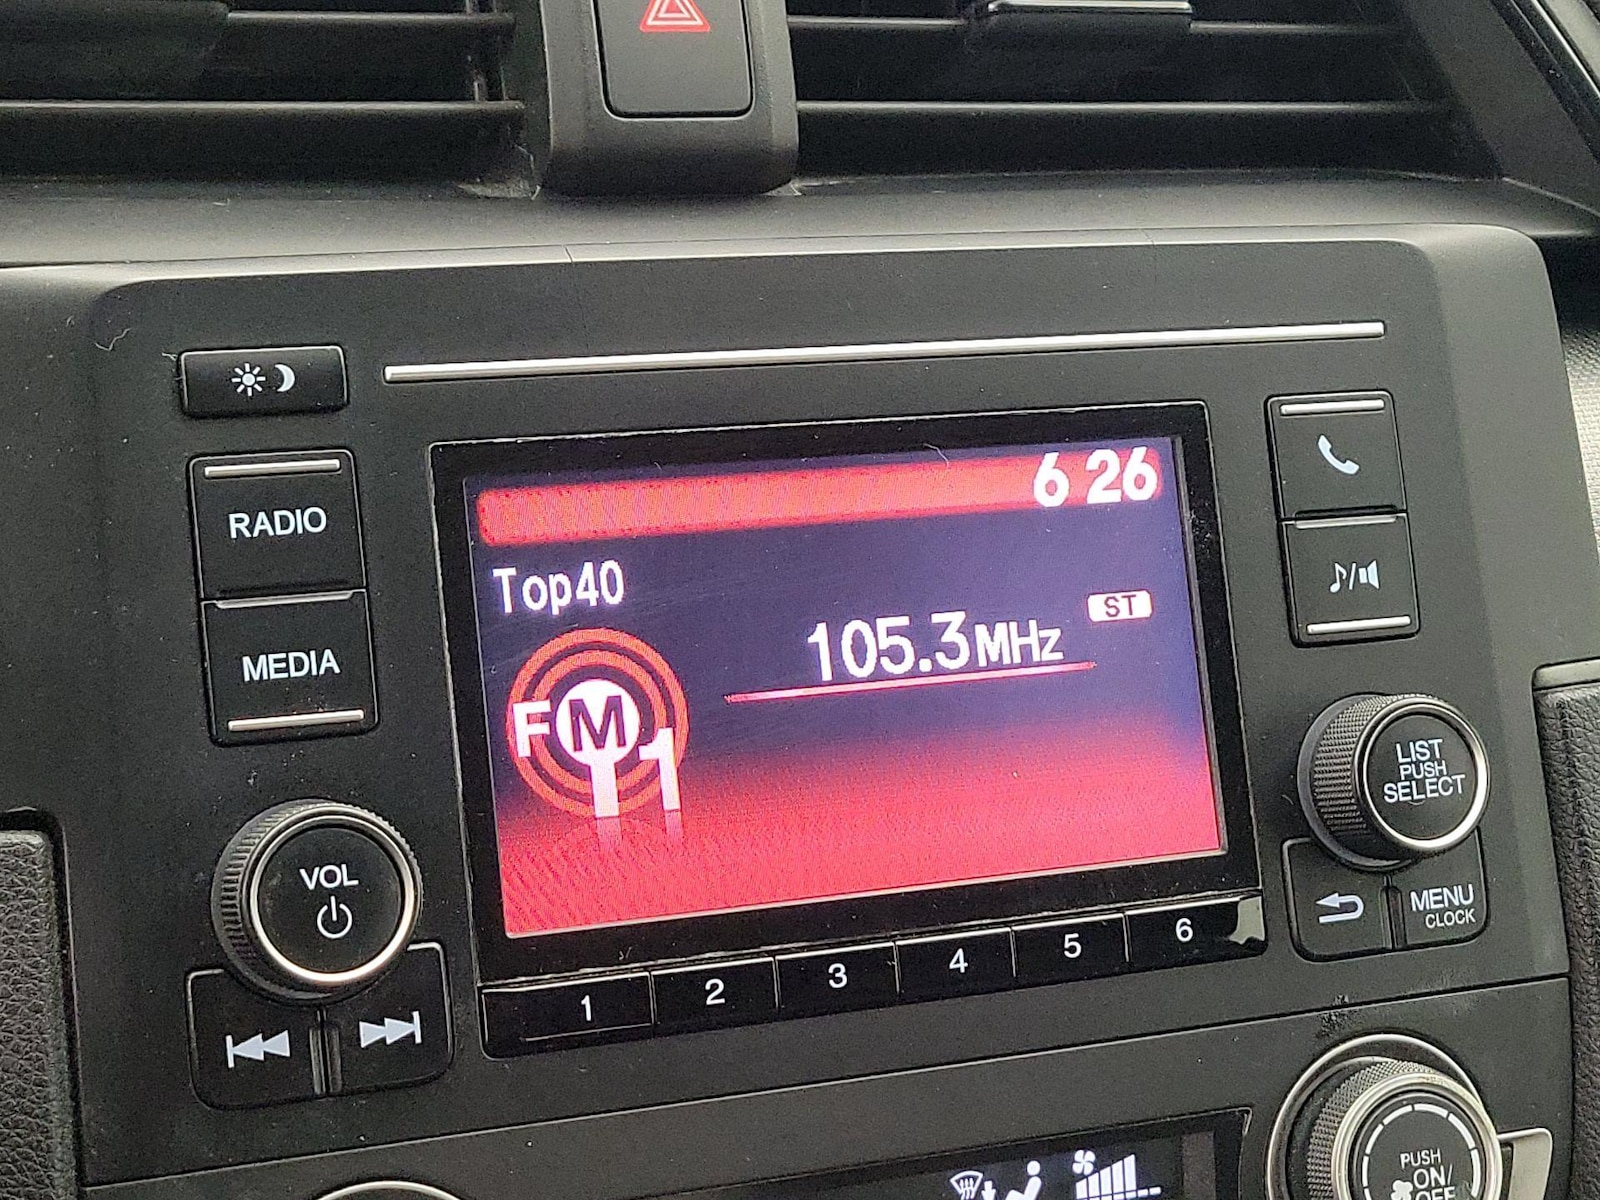 6 26
Top40
105.3MHz
ST
FM
1
RADIO
MEDIA
VOL
LIST
PUSH
SELECT
MENU
CLOCK
1
2
3
4
5
6
PUSH
ON/
OFF